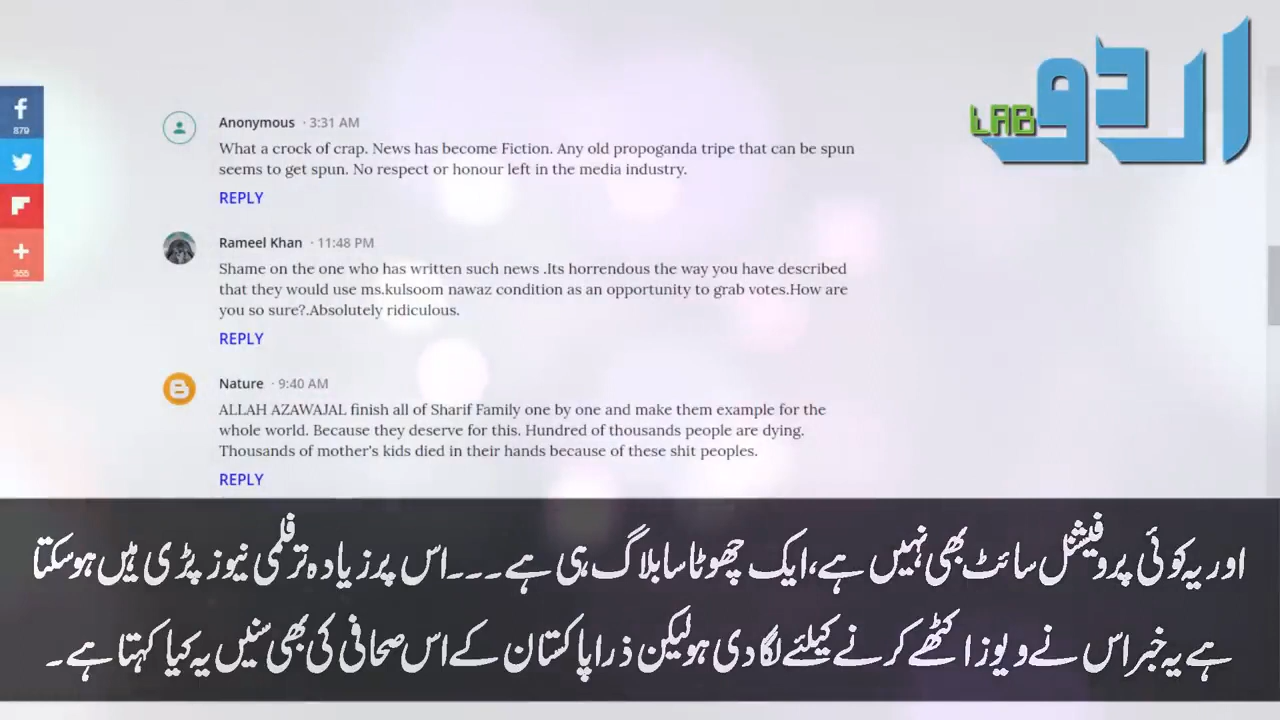 اردو
LAB
879
355
Anonymous · 3:31 AM
What a crock of crap. News has become Fiction. Any old propoganda tripe that can be spun
seems to get spun. No respect or honour left in the media industry.
REPLY
Rameel Khan · 11:48 PM
Shame on the one who has written such news .Its horrendous the way you have described
that they would use ms.kulsoom nawaz condition as an opportunity to grab votes.How are
you so sure?.Absolutely ridiculous.
REPLY
Nature · 9:40 AM
ALLAH AZAWAJAL finish all of Sharif Family one by one and make them example for the
whole world. Because they deserve for this. Hundred of thousands people are dying.
Thousands of mother's kids died in their hands because of these shit peoples.
REPLY
اور یہ کوئی پروفیشنل سائٹ بھی نہیں ہے، ایک چھوٹا سا بلاگ ہی ہے۔۔۔اس پر زیادہ تر فلمی نیوز پڑی ہیں ہو سکتا
ہے یہ خبر اس نے ویوز اکٹھے کرنے کیلئے لگا دی ہو لیکن ذرا پاکستان کے اس صحافی کی بھی سنیں یہ کیا کہتا ہے۔